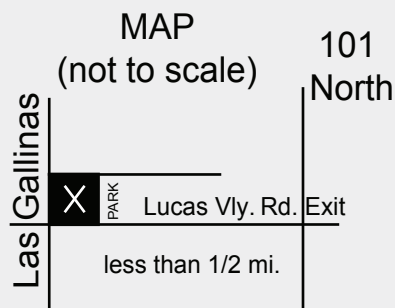 MAP
(not to scale)
101
North
Las Gallinas
X
PARK
Lucas Vly. Rd. Exit
less than 1/2 mi.